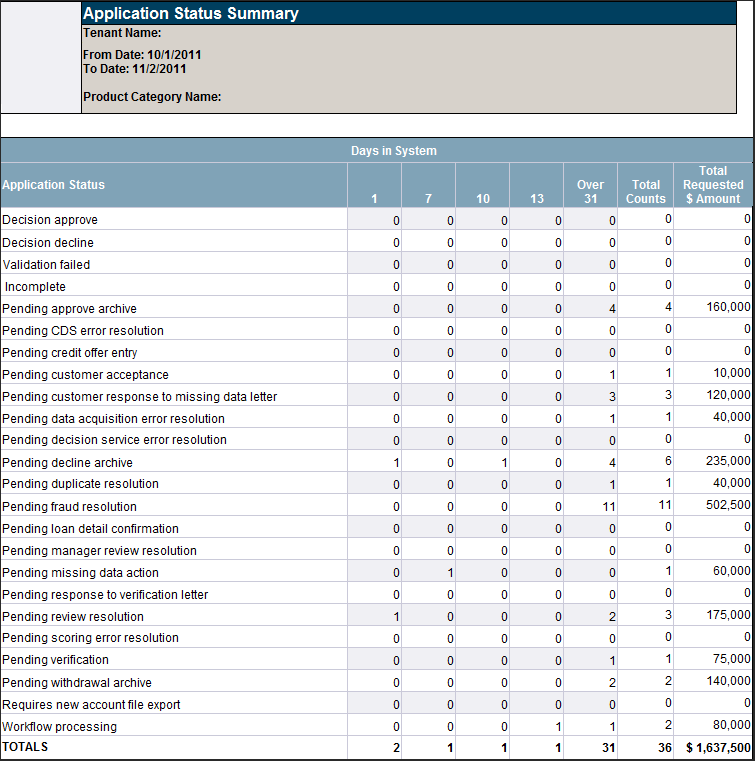 Application Status Summary
Tenant Name:
From Date: 10/1/2011
To Date: 11/2/2011
Product Category Name:
Days in System
Application Status 1 7 10 13 Over 31 Total Counts Total Requested $ Amount
Decision approve 0 0 0 0 0 0 0
Decision decline 0 0 0 0 0 0 0
Validation failed 0 0 0 0 0 0 0
Incomplete 0 0 0 0 0 0 0
Pending approve archive 0 0 0 0 4 4 160,000
Pending CDS error resolution 0 0 0 0 0 0 0
Pending credit offer entry 0 0 0 0 0 0 0
Pending customer acceptance 0 0 0 0 1 1 10,000
Pending customer response to missing data letter 0 0 0 0 3 3 120,000
Pending data acquisition error resolution 0 0 0 0 1 1 40,000
Pending decision service error resolution 0 0 0 0 0 0 0
Pending decline archive 1 0 1 0 4 6 235,000
Pending duplicate resolution 0 0 0 0 1 1 40,000
Pending fraud resolution 0 0 0 0 11 11 502,500
Pending loan detail confirmation 0 0 0 0 0 0 0
Pending manager review resolution 0 0 0 0 0 0 0
Pending missing data action 0 1 0 0 0 1 60,000
Pending response to verification letter 0 0 0 0 0 0 0
Pending review resolution 1 0 0 0 2 3 175,000
Pending scoring error resolution 0 0 0 0 0 0 0
Pending verification 0 0 0 0 1 1 75,000
Pending withdrawal archive 0 0 0 0 2 2 140,000
Requires new account file export 0 0 0 0 0 0 0
Workflow processing 0 0 0 1 1 2 80,000
TOTALS 2 1 1 1 31 36 $ 1,637,500